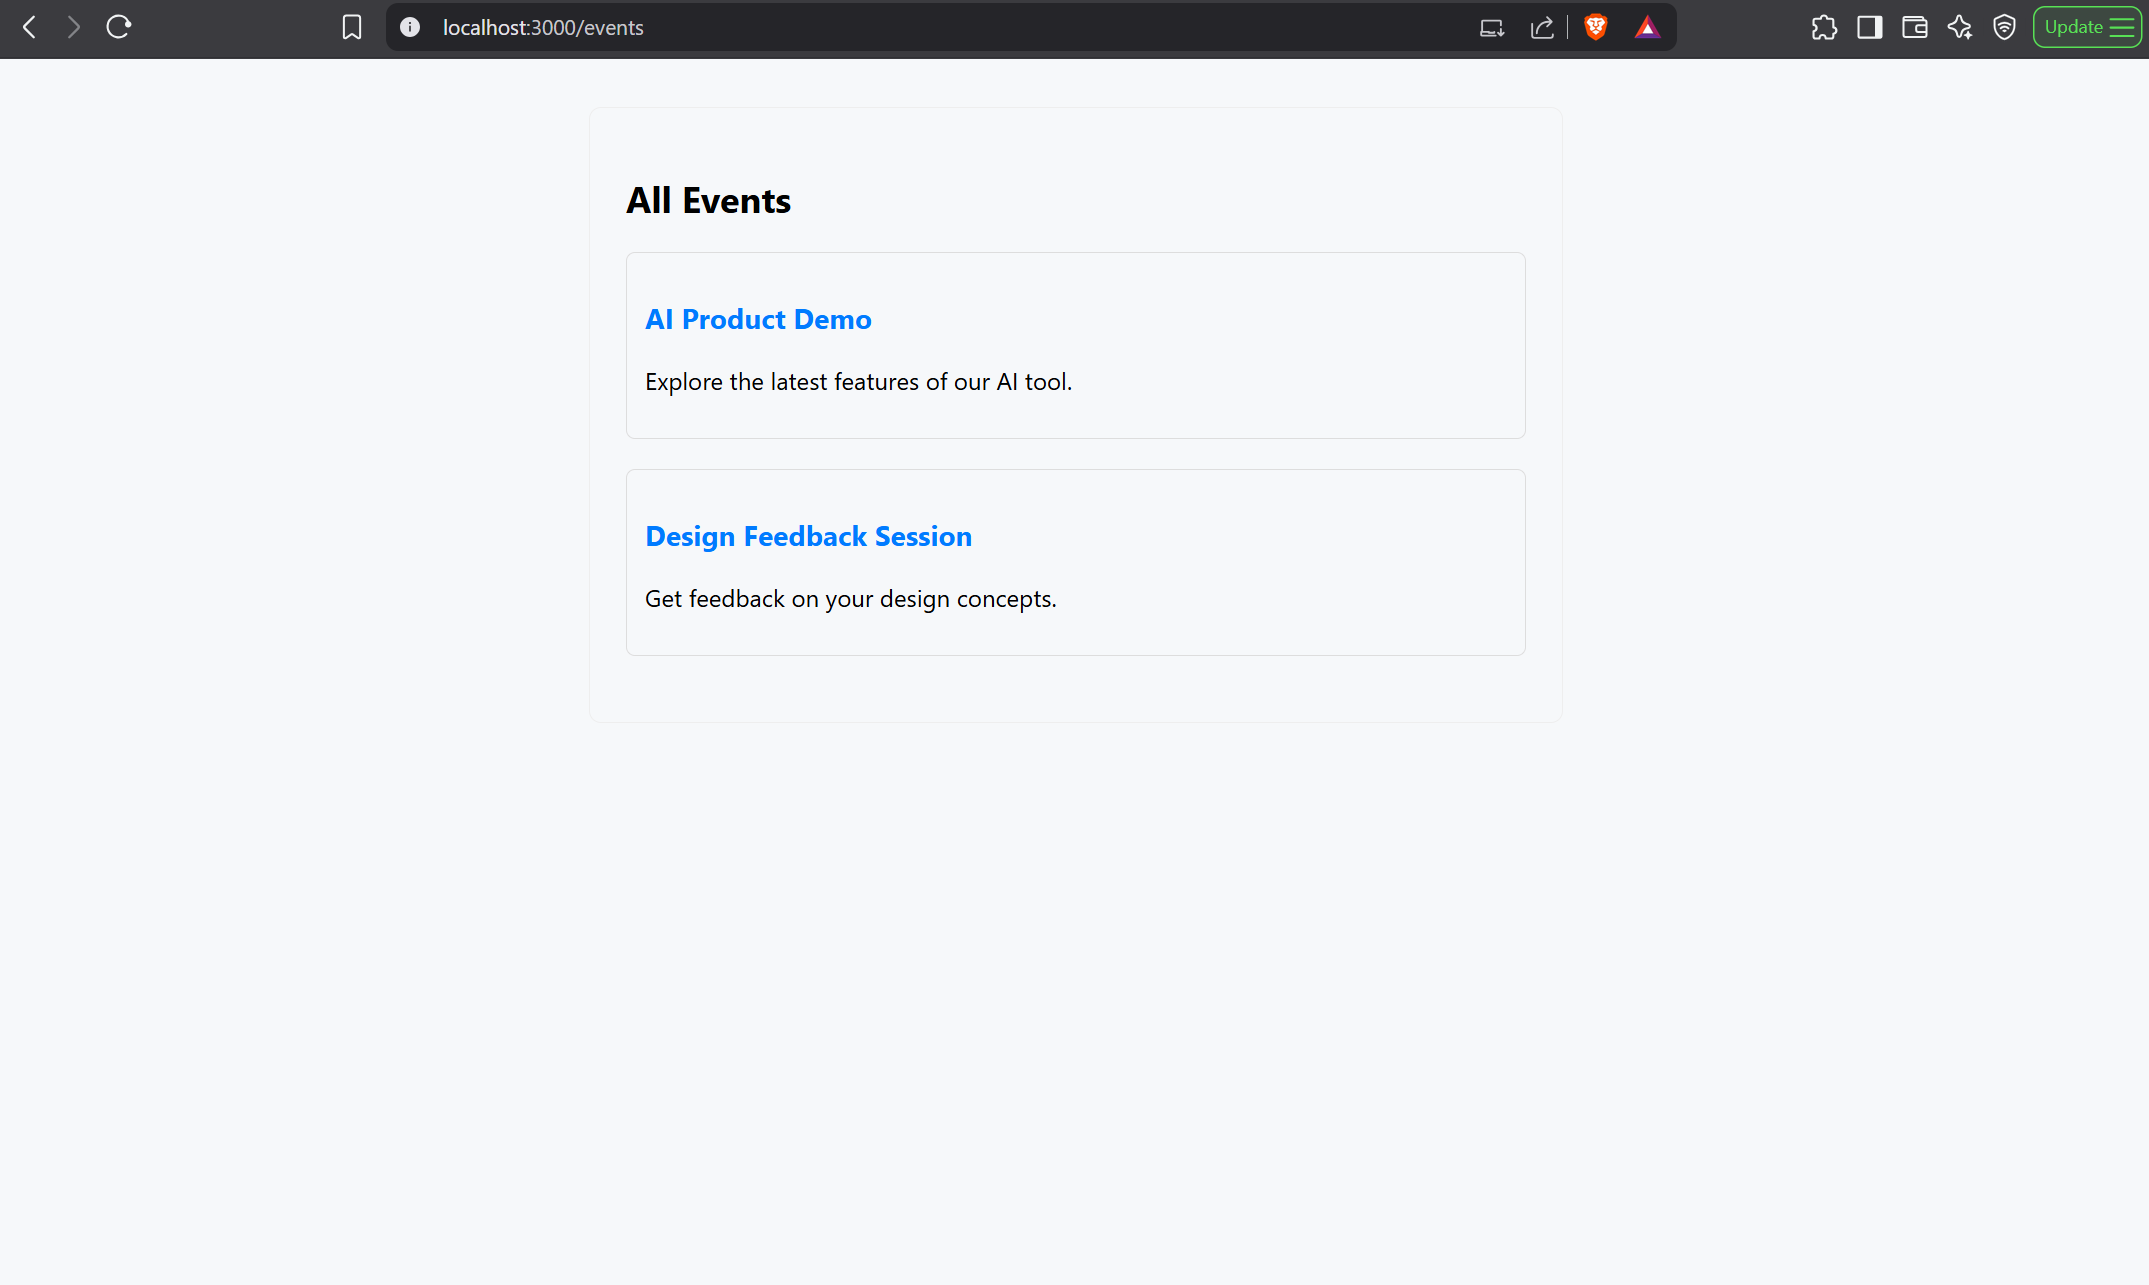 localhost:3000/events
Update
All Events
AI Product Demo
Explore the latest features of our AI tool.
Design Feedback Session
Get feedback on your design concepts.